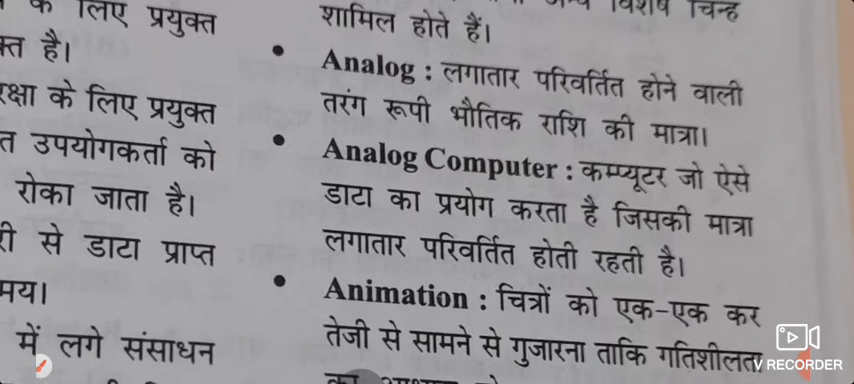 के लिए प्रयुक्त
क्त है।
रक्षा के लिए प्रयुक्त
त उपयोगकर्ता को
रोका जाता है।
री से डाटा प्राप्त
मय।
में लगे संसाधन
विशेष चिन्ह
शामिल होते हैं।
• Analog : लगातार परिवर्तित होने वाली
तरंग रूपी भौतिक राशि की मात्रा।
• Analog Computer : कम्प्यूटर जो ऐसे
डाटा का प्रयोग करता है जिसकी मात्रा
लगातार परिवर्तित होती रहती है।
• Animation : चित्रों को एक-एक कर
तेजी से सामने से गुजारना ताकि गतिशीलता
V RECORDER